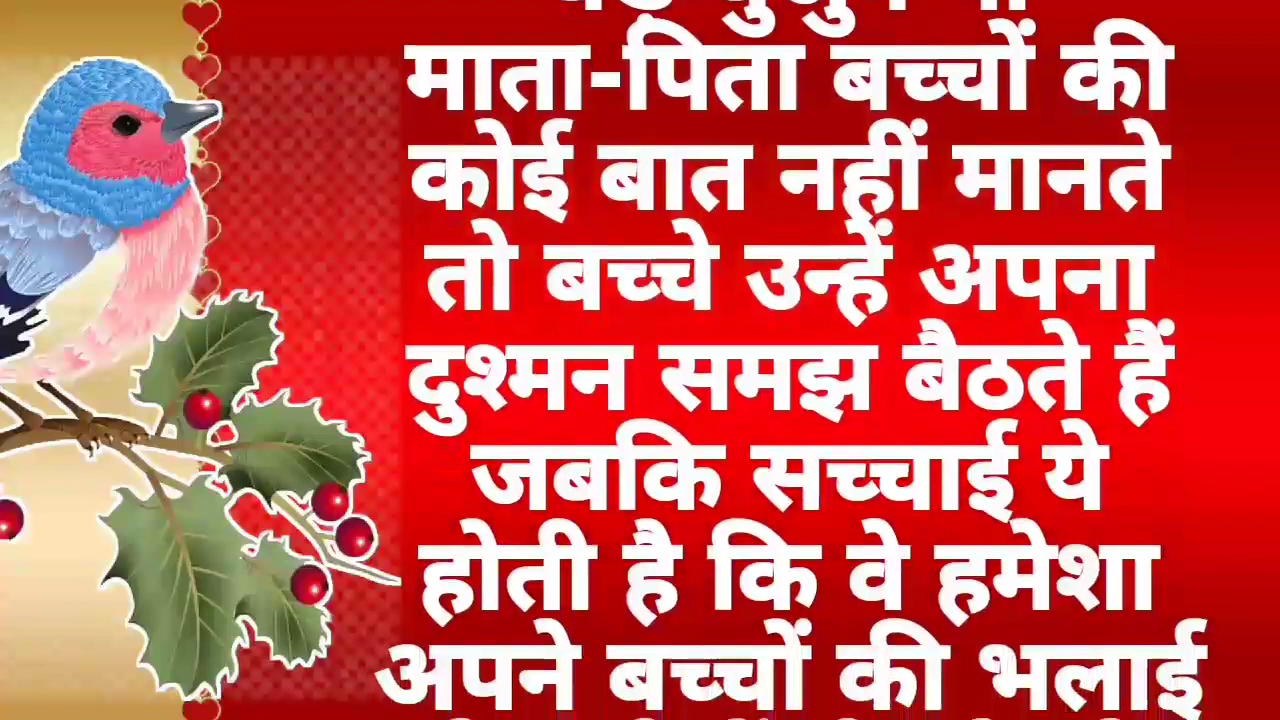 माता-पिता बच्चों की
कोई बात नहीं मानते
तो बच्चे उन्हें अपना
दुश्मन समझ बैठते हैं
जबकि सच्चाई ये
होती है कि वे हमेशा
अपने बच्चों की भलाई